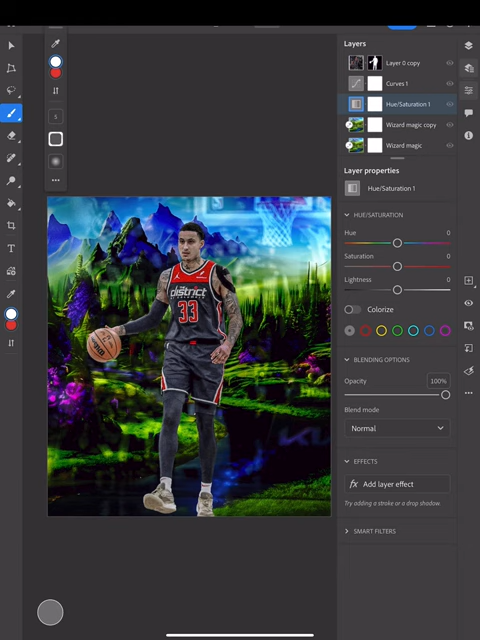 Layers
Layer 0 copy
Curves 1
Hue/Saturation 1
Wizard magic copy
Wizard magic
Layer properties
Hue/Saturation 1
HUE/SATURATION
Hue 0
Saturation 0
Lightness 0
Colorize
BLENDING OPTIONS
Opacity 100%
Blend mode
Normal
EFFECTS
fx Add layer effect
Try adding a stroke or a drop shadow.
SMART FILTERS
5
T
district
33